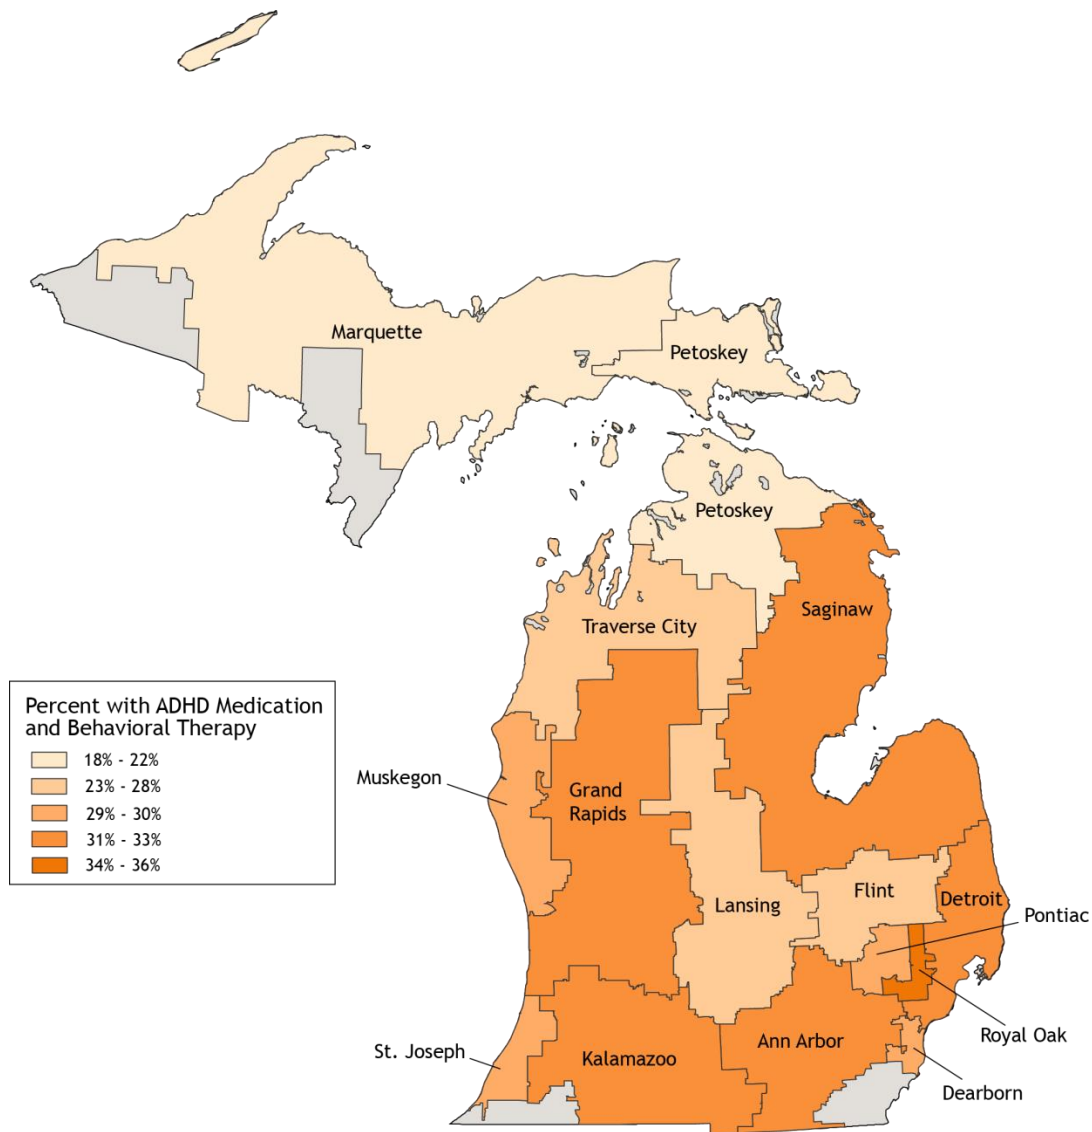 Marquette
Petoskey
Petoskey
Saginaw
Traverse City
Percent with ADHD Medication
and Behavioral Therapy
18% - 22%
23% - 28%
29% - 30%
31% - 33%
34% - 36%
Muskegon
Grand
Rapids
Flint
Detroit
Lansing
Pontiac
Royal Oak
Ann Arbor
St. Joseph
Kalamazoo
Dearborn